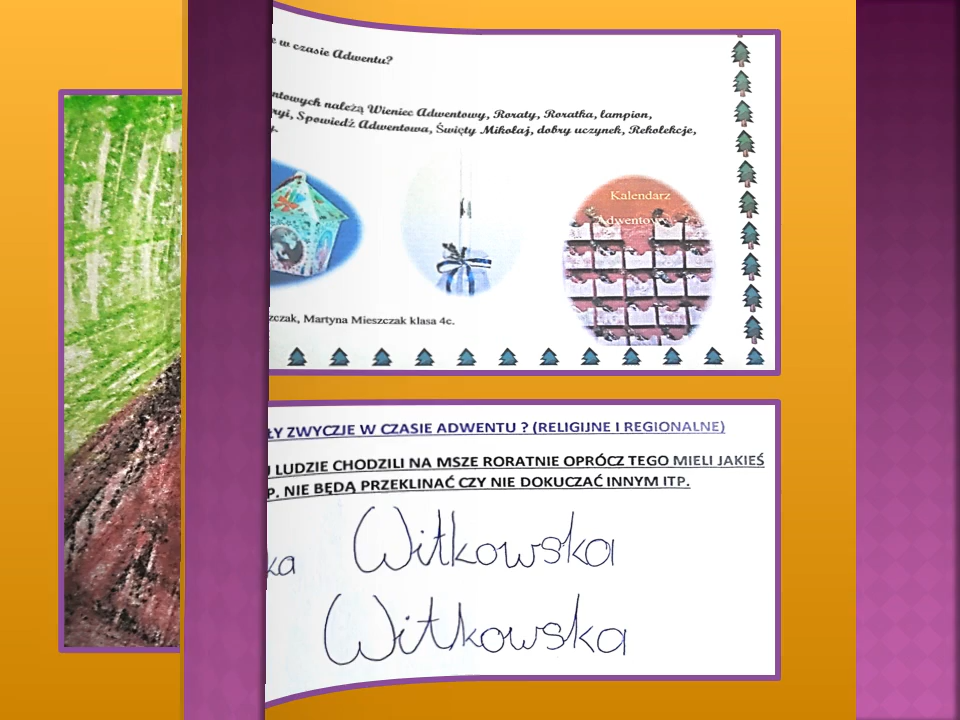 e w czasie Adwentu?
ntowych należą Wieniec Adwentowy, Roraty, Roratka, lampion,
ryi, Spowiedź Adwentowa, Święty Mikołaj, dobry uczynek, Rekolekcje,
y.
Kalendarz
Adwentowy
zczak, Martyna Mieszczak klasa 4c.
ŁY ZWYCZJE W CZASIE ADWENTU ? (RELIGIJNE I REGIONALNE)
J LUDZIE CHODZILI NA MSZE RORATNIE OPRÓCZ TEGO MIELI JAKIEŚ
P. NIE BĘDĄ PRZEKLINAĆ CZY NIE DOKUCZAĆ INNYM ITP.
ka Witkowska
Witkowska